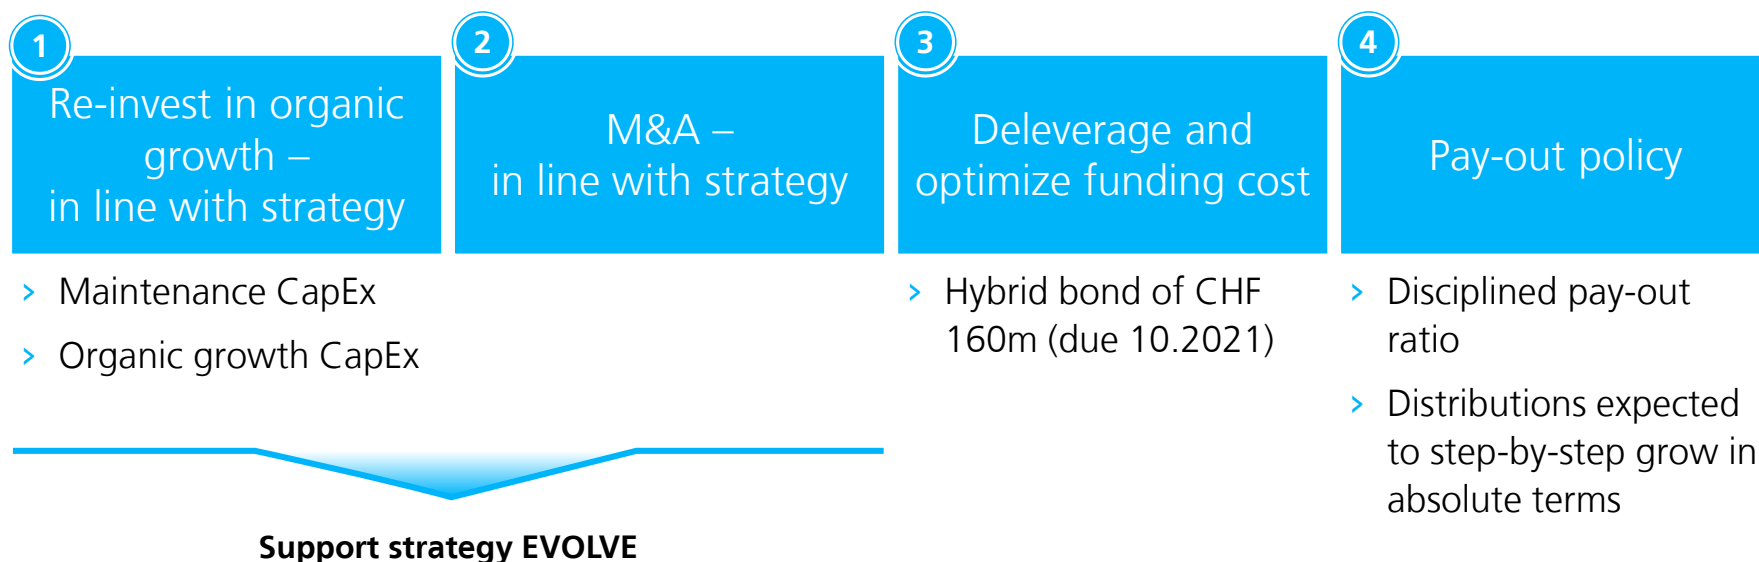 1
Re-invest in organic
growth –
in line with strategy
› Maintenance CapEx
› Organic growth CapEx
2
M&A –
in line with strategy
Support strategy EVOLVE
3
Deleverage and
optimize funding cost
› Hybrid bond of CHF
160m (due 10.2021)
4
Pay-out policy
› Disciplined pay-out
ratio
› Distributions expected
to step-by-step grow in
absolute terms